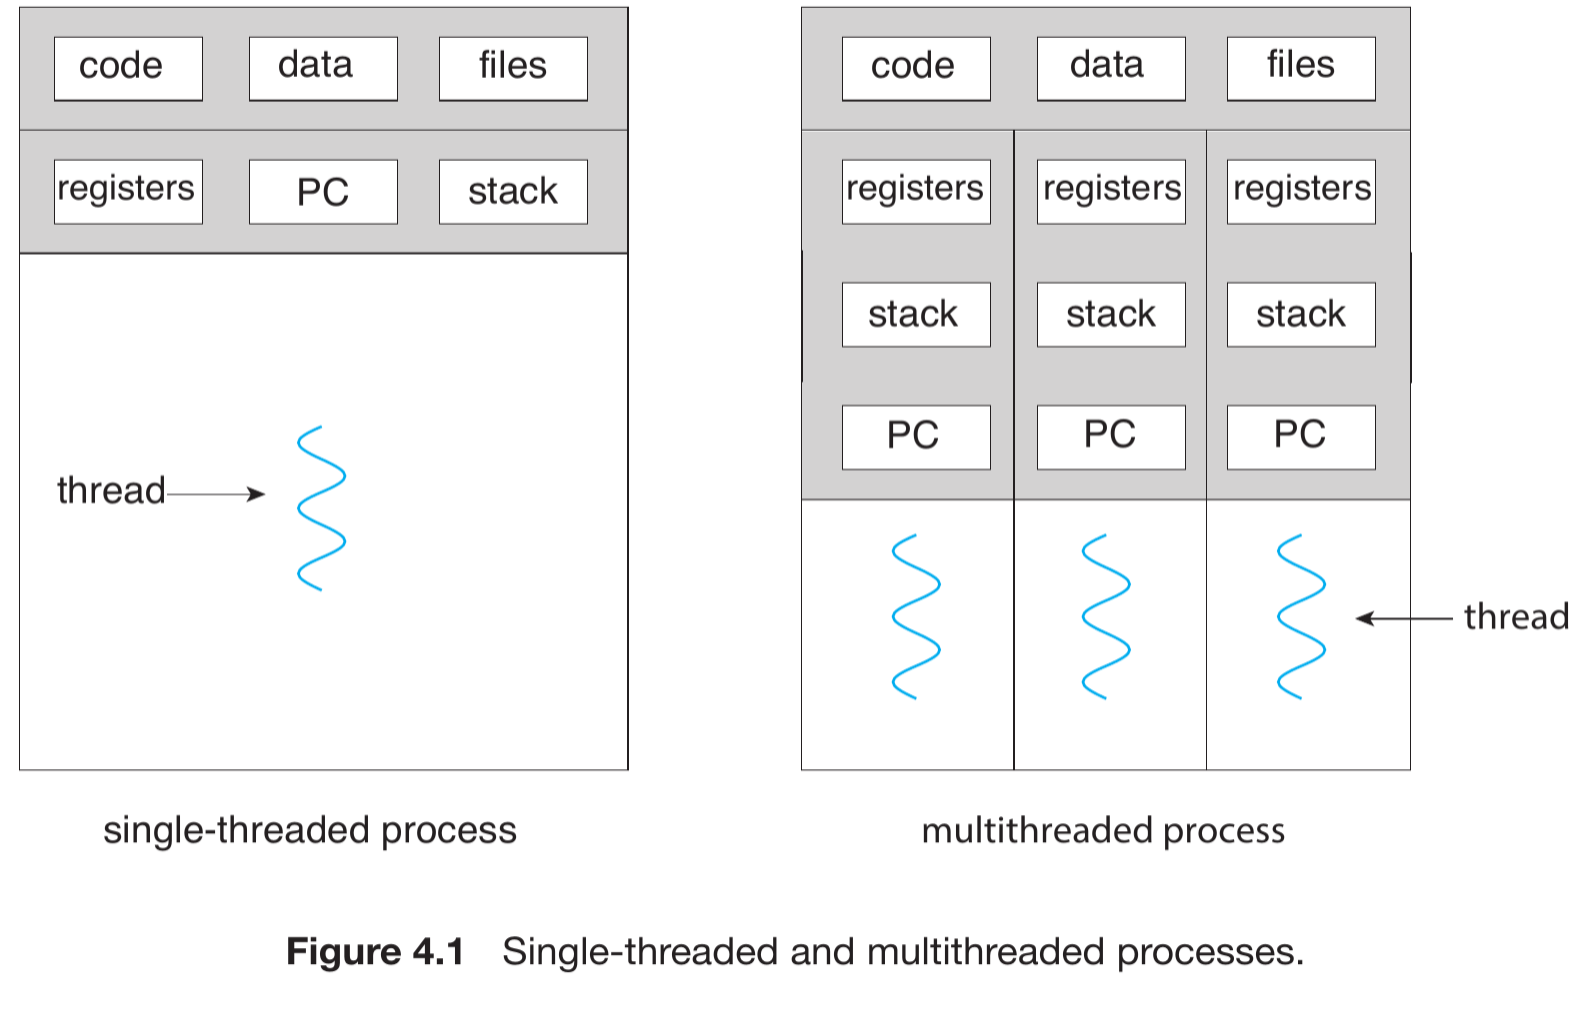 code data files code data files
registers PC stack registers registers registers
stack stack stack
PC PC PC
thread
thread
single-threaded process multithreaded process
Figure 4.1 Single-threaded and multithreaded processes.